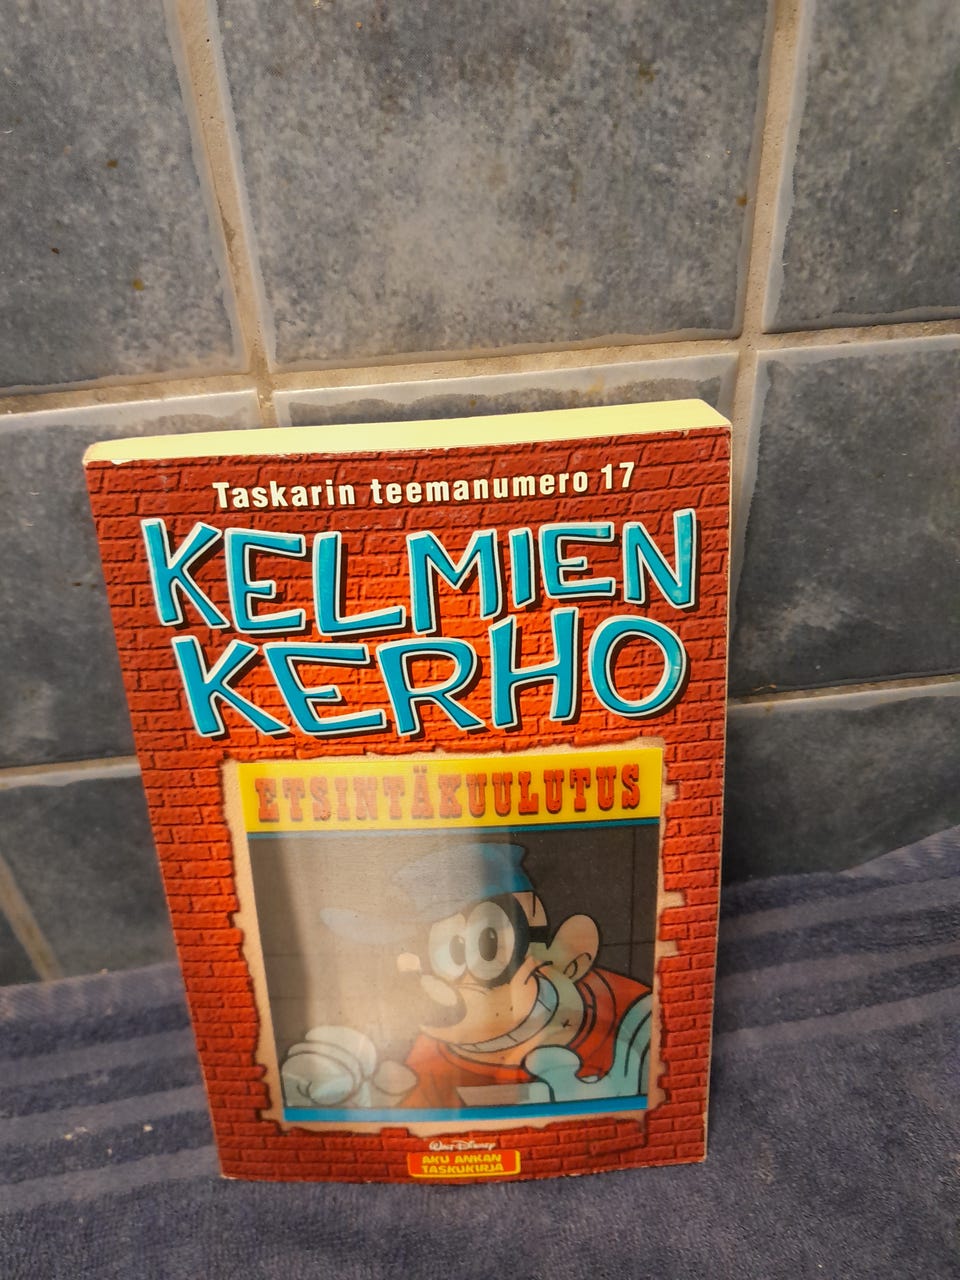 Taskarin teemanumero 17
KELMIEN
KERHO
ETSINTÄKUULUTUS
Walt Disney
AKU ANKAN
TASKUKIRJA